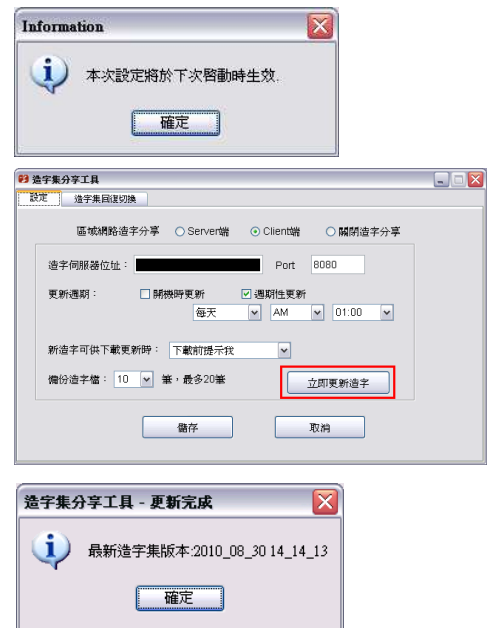 Information
本次設定將於下次啟動時生效.
確定
造字集分享工具
設定 造字集回復切換
區域網路造字分享 Server端 Client端 關閉造字分享
造字伺服器位址： Port 8080
更新週期： 開機時更新 週期性更新
每天 AM 01:00
新造字可供下載更新時： 下載前提示我
備份造字檔： 10 筆，最多20筆 立即更新造字
儲存 取消
造字集分享工具 - 更新完成
最新造字集版本:2010_08_30 14_14_13
確定